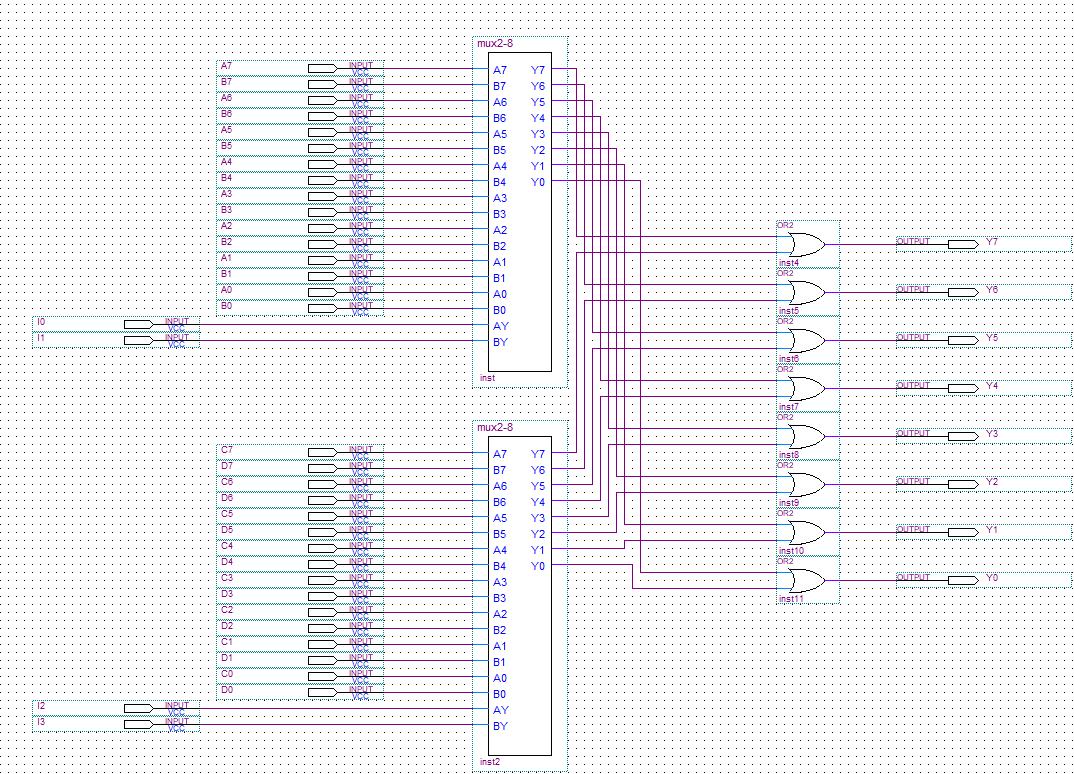 mux2-8
A7 INPUT VCC A7 Y7
B7 INPUT VCC B7 Y6
A6 INPUT VCC A6 Y5
B6 INPUT VCC B6 Y4
A5 INPUT VCC A5 Y3
B5 INPUT VCC B5 Y2
A4 INPUT VCC A4 Y1
B4 INPUT VCC B4 Y0
A3 INPUT VCC A3
B3 INPUT VCC B3
A2 INPUT VCC A2
B2 INPUT VCC B2
A1 INPUT VCC A1
B1 INPUT VCC B1
A0 INPUT VCC A0
B0 INPUT VCC B0
I0 INPUT VCC AY
I1 INPUT VCC BY
inst
mux2-8
C7 INPUT VCC A7 Y7
D7 INPUT VCC B7 Y6
C6 INPUT VCC A6 Y5
D6 INPUT VCC B6 Y4
C5 INPUT VCC A5 Y3
D5 INPUT VCC B5 Y2
C4 INPUT VCC A4 Y1
D4 INPUT VCC B4 Y0
C3 INPUT VCC A3
D3 INPUT VCC B3
C2 INPUT VCC A2
D2 INPUT VCC B2
C1 INPUT VCC A1
D1 INPUT VCC B1
C0 INPUT VCC A0
D0 INPUT VCC B0
I2 INPUT VCC AY
I3 INPUT VCC BY
inst2
OR2
OUTPUT Y7
inst4
OR2
OUTPUT Y6
inst5
OR2
OUTPUT Y5
inst6
OR2
OUTPUT Y4
inst7
OR2
OUTPUT Y3
inst8
OR2
OUTPUT Y2
inst9
OR2
OUTPUT Y1
inst10
OR2
OUTPUT Y0
inst11